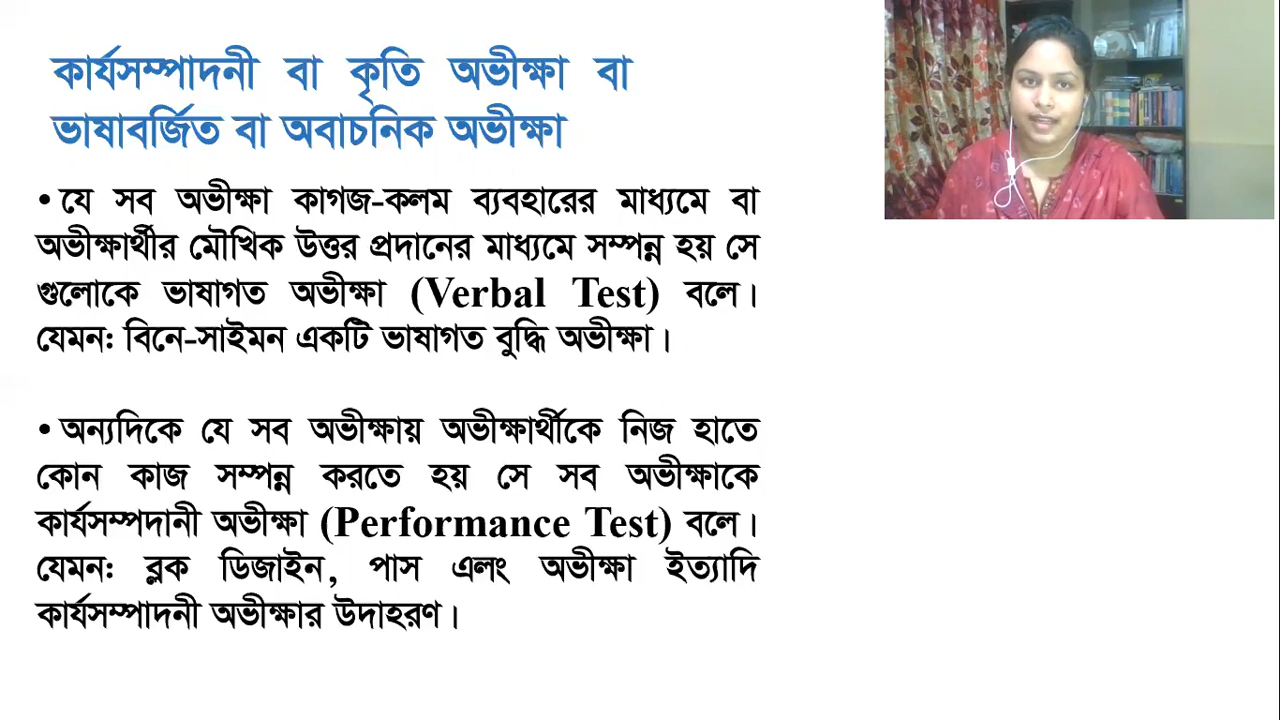 কার্যসম্পাদনী বা কৃতি অভীক্ষা বা
ভাষাবর্জিত বা অবাচনিক অভীক্ষা
• যে সব অভীক্ষা কাগজ-কলম ব্যবহারের মাধ্যমে বা
অভীক্ষার্থীর মৌখিক উত্তর প্রদানের মাধ্যমে সম্পন্ন হয় সে
গুলোকে ভাষাগত অভীক্ষা (Verbal Test) বলে।
যেমন: বিনে-সাইমন একটি ভাষাগত বুদ্ধি অভীক্ষা।
• অন্যদিকে যে সব অভীক্ষায় অভীক্ষার্থীকে নিজ হাতে
কোন কাজ সম্পন্ন করতে হয় সে সব অভীক্ষাকে
কার্যসম্পদানী অভীক্ষা (Performance Test) বলে।
যেমন: ব্লক ডিজাইন, পাস এলং অভীক্ষা ইত্যাদি
কার্যসম্পাদনী অভীক্ষার উদাহরণ।